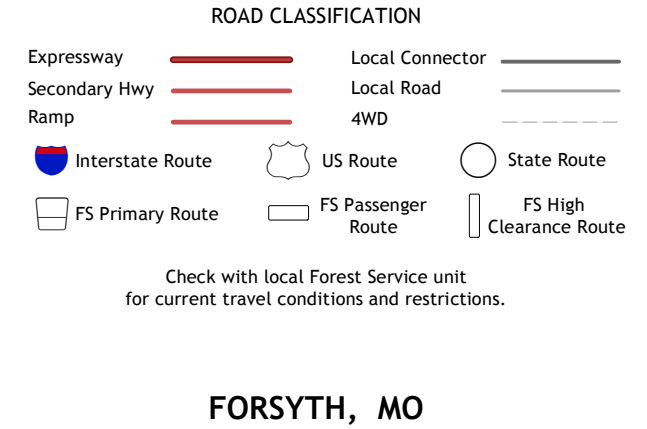 ROAD CLASSIFICATION
Expressway
Local Connector
Secondary Hwy
Local Road
Ramp
4WD
Interstate Route
US Route
State Route
FS Primary Route
FS Passenger
Route
FS High
Clearance Route
Check with local Forest Service unit
for current travel conditions and restrictions.
FORSYTH, MO